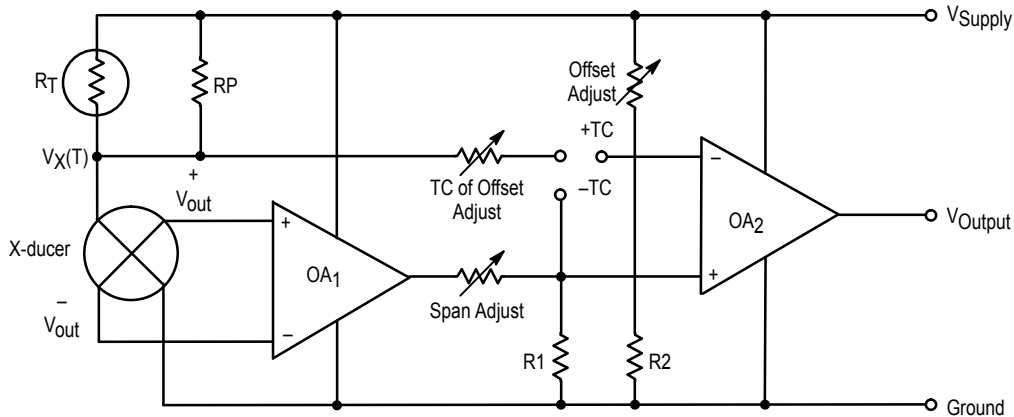 VSupply
RT
RP
Offset
Adjust
+TC
VX(T)
+
Vout
TC of Offset
Adjust
–TC
–
OA2
+
VOutput
X-ducer
+
OA1
–
Span Adjust
–
Vout
R1
R2
Ground